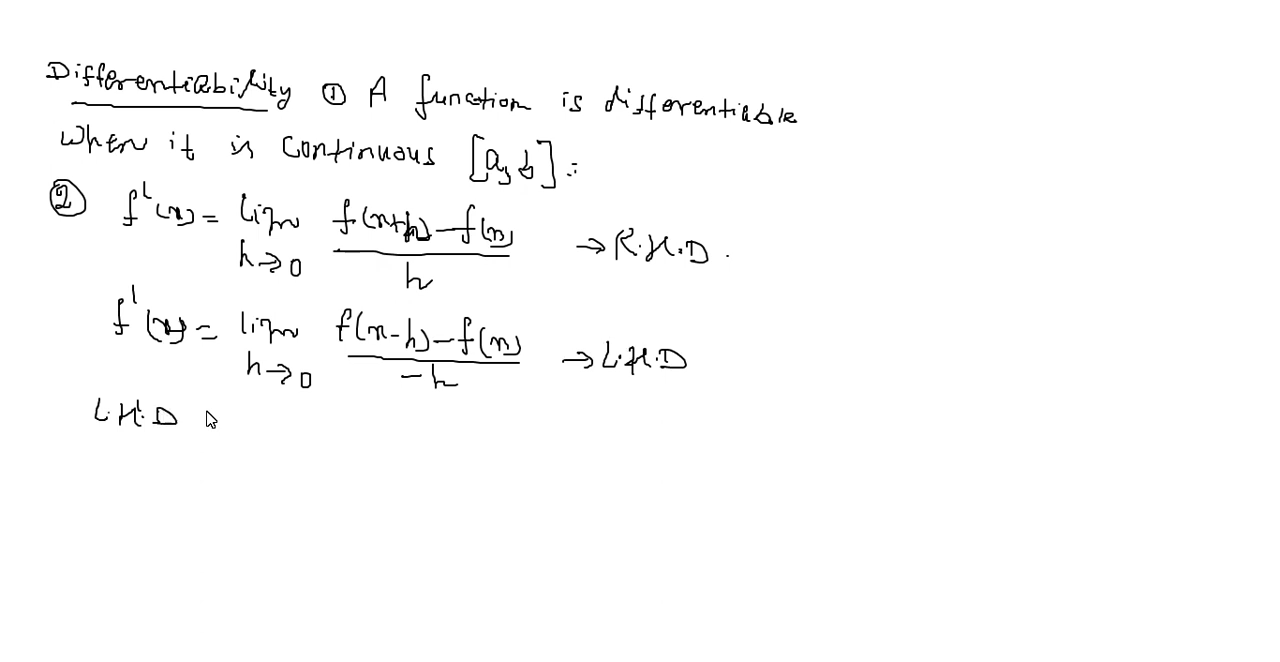 Differentiability ① A function is differentiable
when it is continuous [a, b] :
② f'(x) = lim h→0 f(x+h) - f(x) / h → R.H.D.
f'(x) = lim h→0 f(x-h) - f(x) / -h → L.H.D
L.H.D